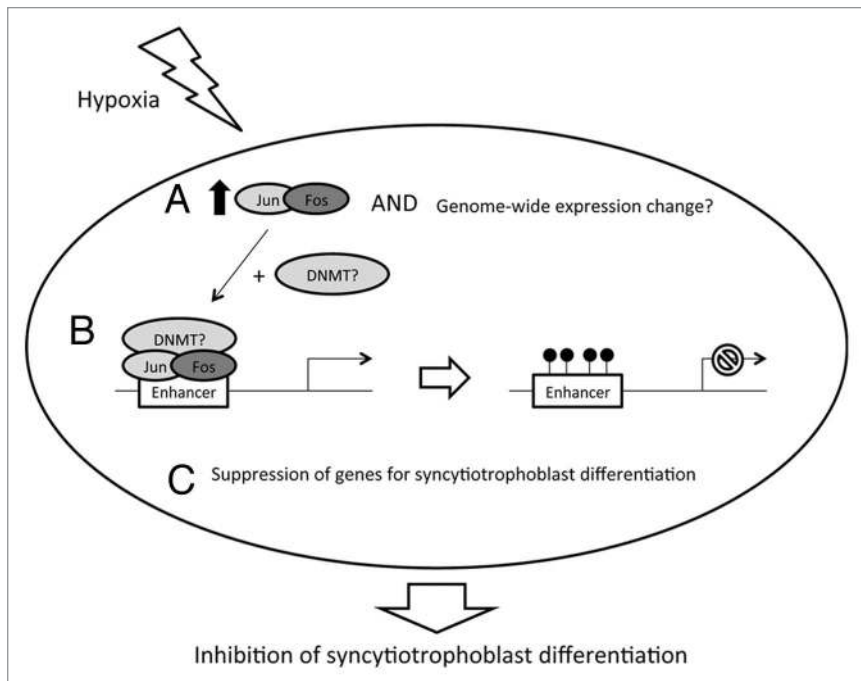 Hypoxia
A Jun Fos AND Genome-wide expression change?
+ DNMT?
B
DNMT?
Jun Fos
Enhancer Enhancer
C Suppression of genes for syncytiotrophoblast differentiation
Inhibition of syncytiotrophoblast differentiation